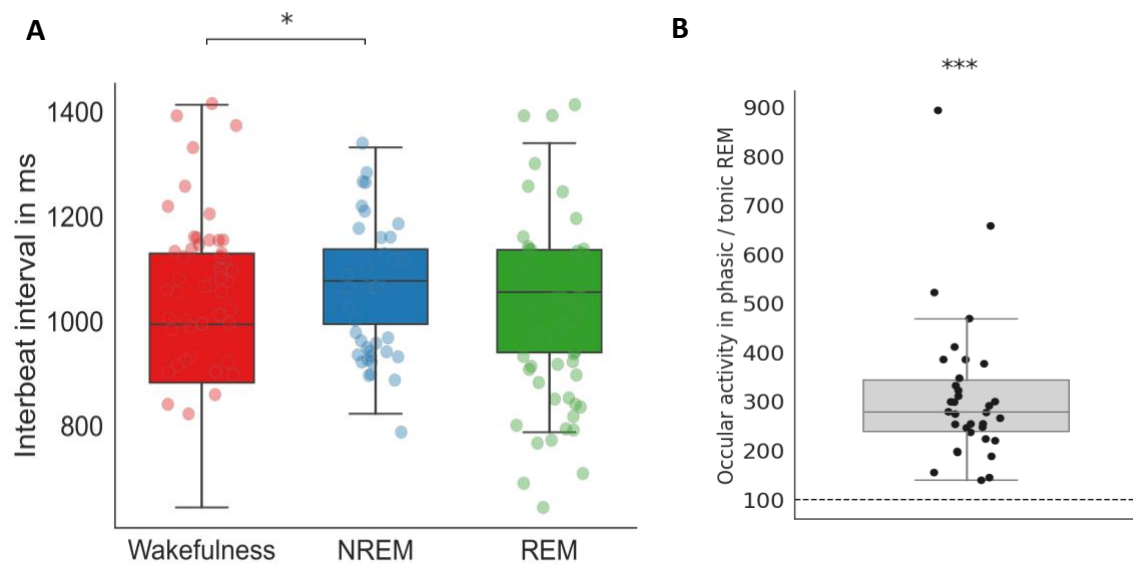 A
*
Interbeat interval in ms
1400
1200
1000
800
Wakefulness
NREM
REM
B
***
Occular activity in phasic / tonic REM
900
800
700
600
500
400
300
200
100